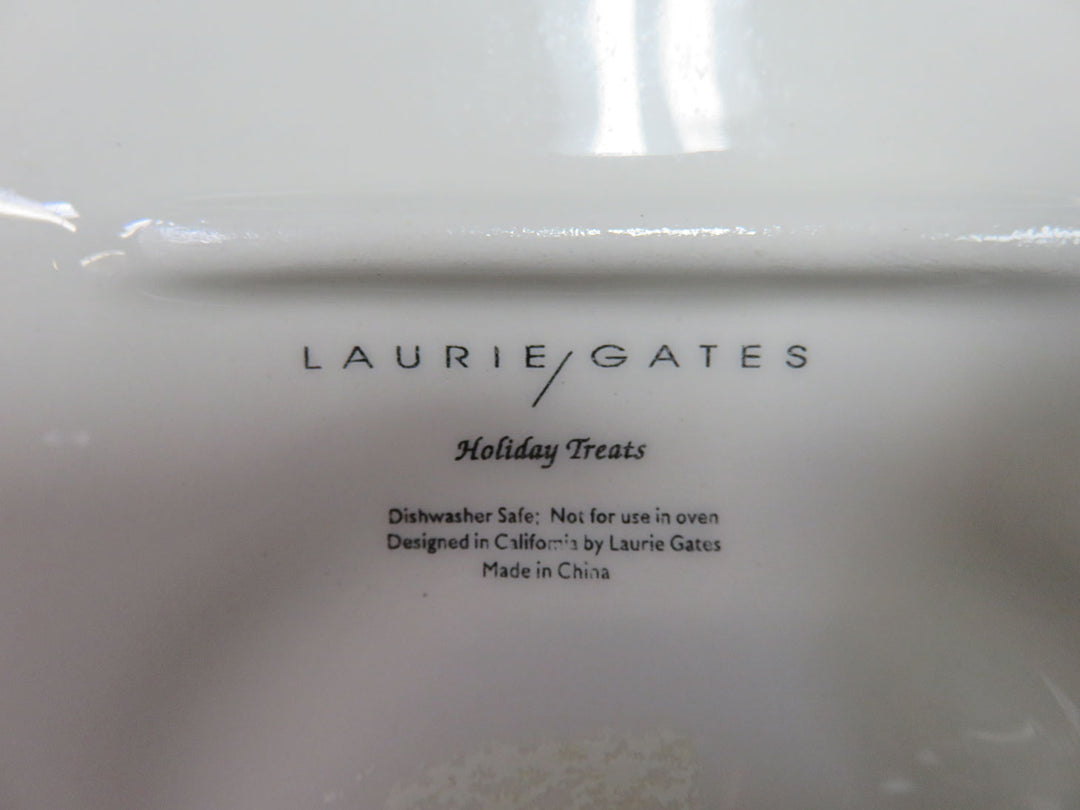 LAURIE/GATES
Holiday Treats
Dishwasher Safe; Not for use in oven
Designed in California by Laurie Gates
Made in China